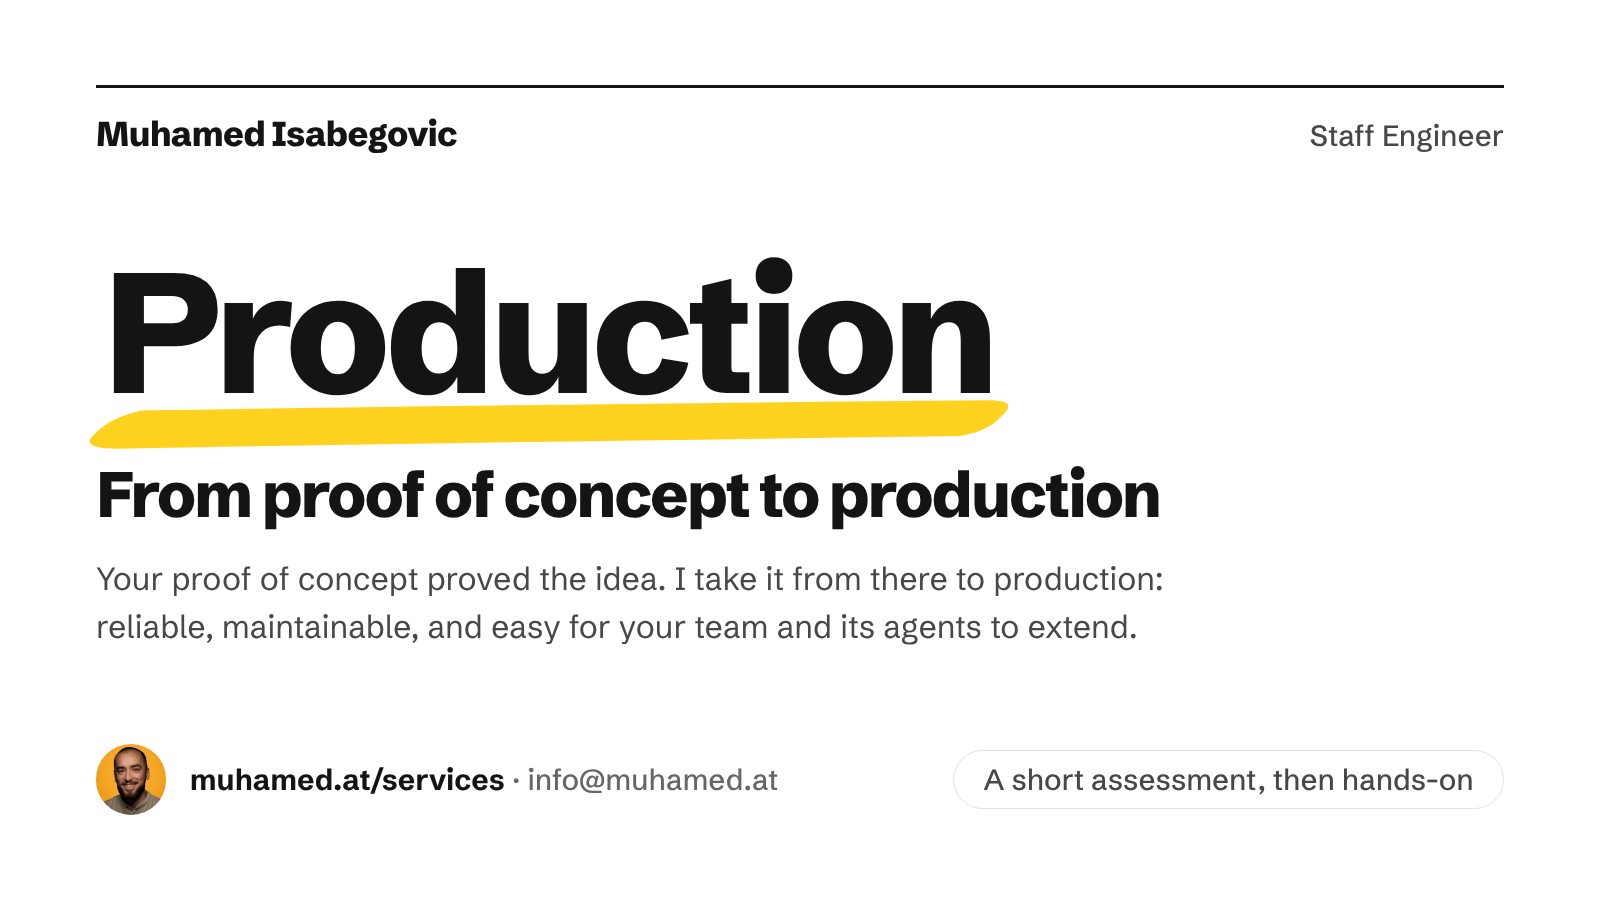 Muhamed Isabegovic
Staff Engineer
Production
From proof of concept to production
Your proof of concept proved the idea. I take it from there to production:
reliable, maintainable, and easy for your team and its agents to extend.
muhamed.at/services · info@muhamed.at
A short assessment, then hands-on